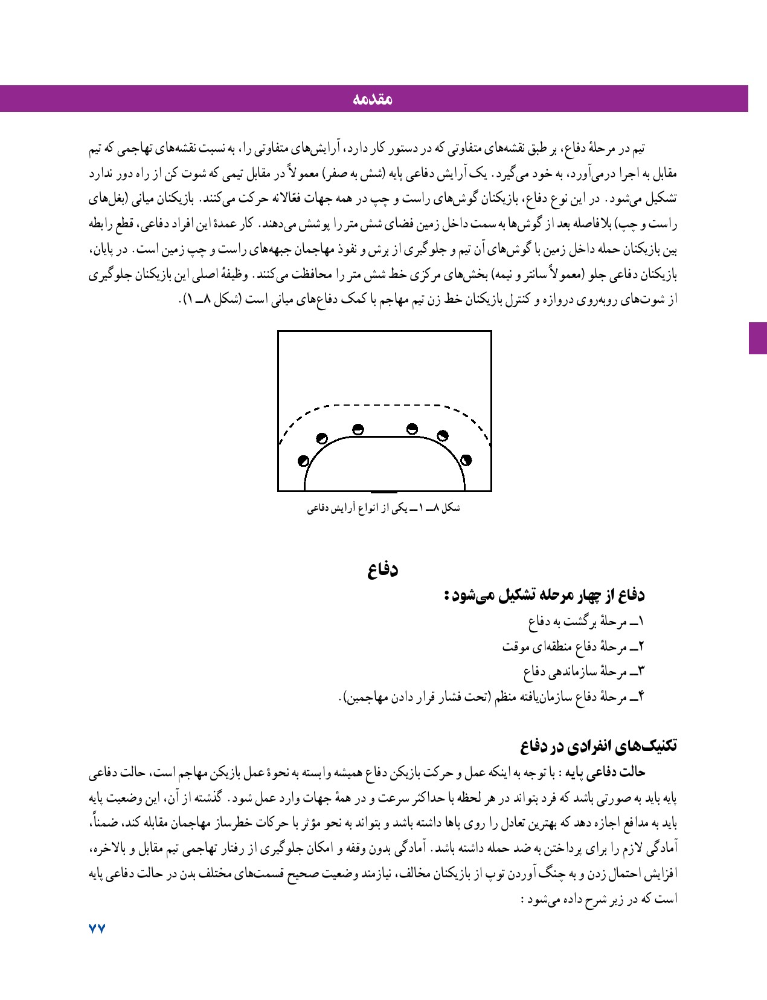 مقدمه
تیم در مرحلهٔ دفاع، بر طبق نقشه‌های متفاوتی که در دستور کار دارد، آرایش‌های متفاوتی را، به نسبت نقشه‌های تهاجمی که تیم
مقابل به اجرا درمی‌آورد، به خود می‌گیرد. یک آرایش دفاعی پایه (شش به صفر) معمولاً در مقابل تیمی که شوت کن از راه دور ندارد
تشکیل می‌شود. در این نوع دفاع، بازیکنان گوش‌های راست و چپ در همه جهات فعّالانه حرکت می‌کنند. بازیکنان میانی (بغل‌های
راست و چپ) بلافاصله بعد از گوش‌ها به سمت داخل زمین فضای شش متر را پوشش می‌دهند. کار عمدهٔ این افراد دفاعی، قطع رابطه
بین بازیکنان حمله داخل زمین با گوش‌های آن تیم و جلوگیری از برش و نفوذ مهاجمان جبهه‌های راست و چپ زمین است. در پایان،
بازیکنان دفاعی جلو (معمولاً سانتر و نیمه) بخش‌های مرکزی خط شش متر را محافظت می‌کنند. وظیفهٔ اصلی این بازیکنان جلوگیری
از شوت‌های روبه‌روی دروازه و کنترل بازیکنان خط زن تیم مهاجم با کمک دفاع‌های میانی است (شکل ۸ــ۱).
شکل ۸ــ۱ــ یکی از انواع آرایش دفاعی
دفاع
دفاع از چهار مرحله تشکیل می‌شود :
۱ــ مرحلهٔ برگشت به دفاع
۲ــ مرحلهٔ دفاع منطقه‌ای موقت
۳ــ مرحلهٔ سازماندهی دفاع
۴ــ مرحلهٔ دفاع سازمان‌یافته منظم (تحت فشار قرار دادن مهاجمین).
تکنیک‌های انفرادی در دفاع
حالت دفاعی پایه : با توجه به اینکه عمل و حرکت بازیکن دفاع همیشه وابسته به نحوهٔ عمل بازیکن مهاجم است، حالت دفاعی
پایه باید به صورتی باشد که فرد بتواند در هر لحظه با حداکثر سرعت و در همهٔ جهات وارد عمل شود. گذشته از آن، این وضعیت پایه
باید به مدافع اجازه دهد که بهترین تعادل را روی پاها داشته باشد و بتواند به نحو مؤثر با حرکات خطرساز مهاجمان مقابله کند، ضمناً،
آمادگی لازم را برای پرداختن به ضد حمله داشته باشد. آمادگی بدون وقفه و امکان جلوگیری از رفتار تهاجمی تیم مقابل و بالاخره،
افزایش احتمال زدن و به چنگ آوردن توپ از بازیکنان مخالف، نیازمند وضعیت صحیح قسمت‌های مختلف بدن در حالت دفاعی پایه
است که در زیر شرح داده می‌شود :
۷۷